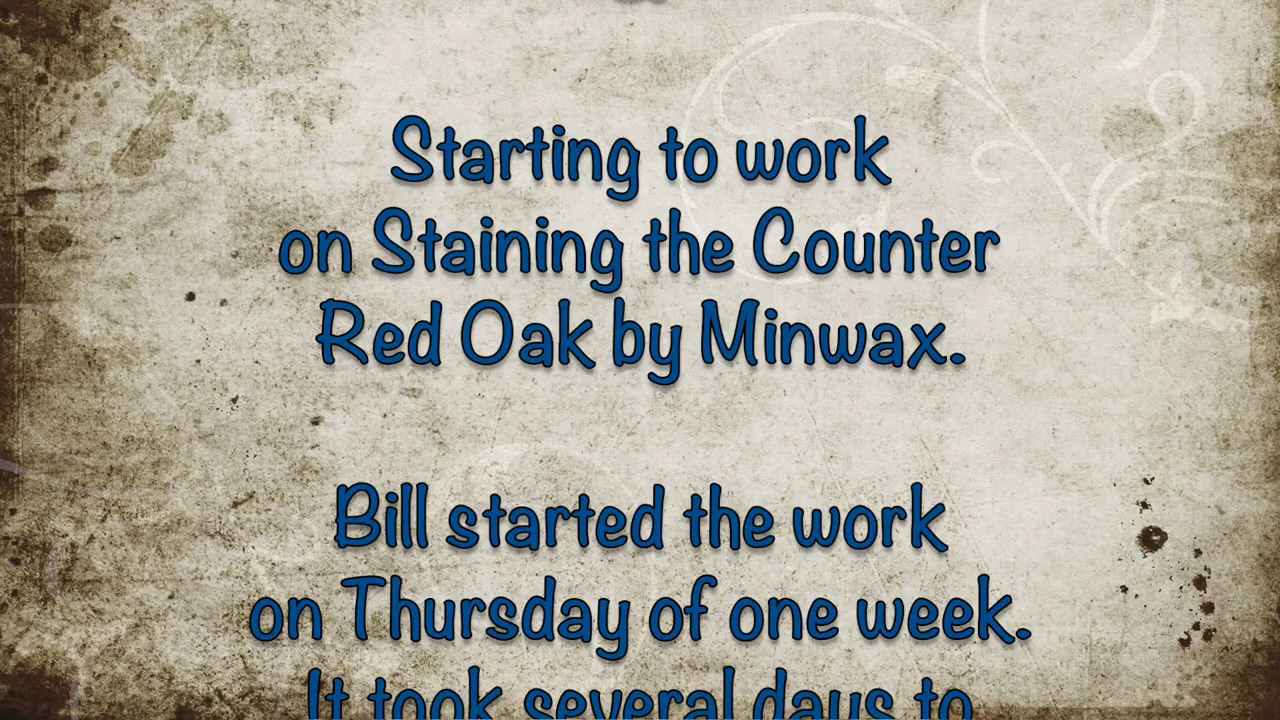 Starting to work
on Staining the Counter
Red Oak by Minwax.
Bill started the work
on Thursday of one week.
It took several days to